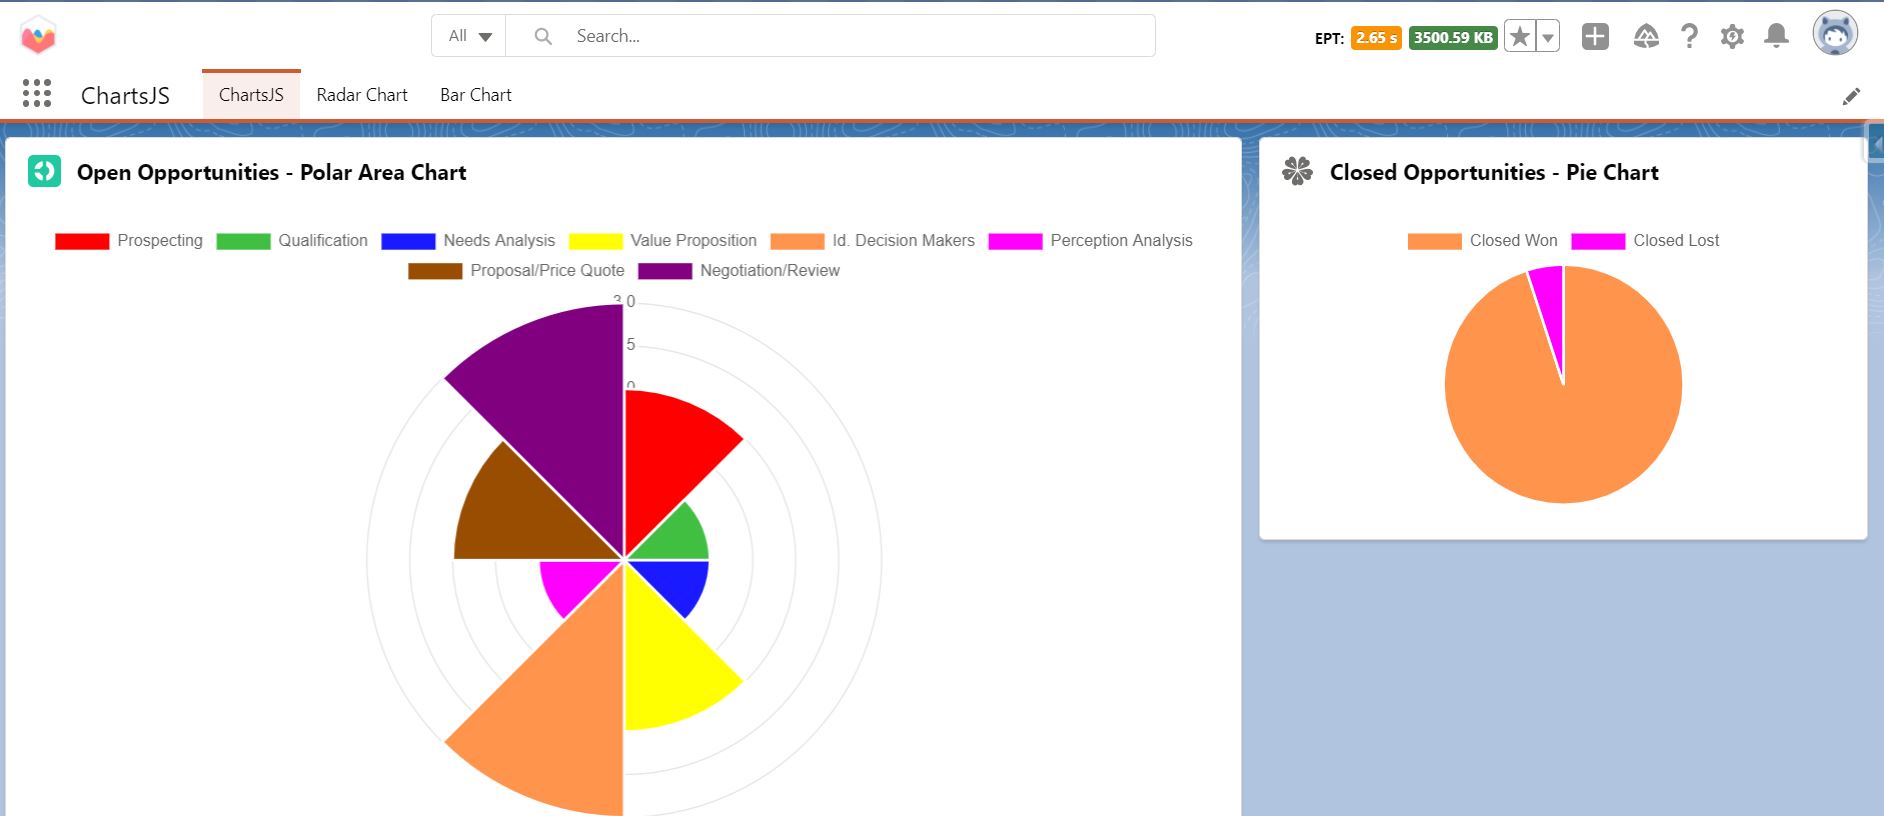 All
Search...
EPT: 2.65 s 3500.59 KB
ChartsJS
ChartsJS
Radar Chart
Bar Chart
Open Opportunities - Polar Area Chart
Prospecting Qualification Needs Analysis Value Proposition Id. Decision Makers Perception Analysis
Proposal/Price Quote Negotiation/Review
3.0
5
0
Closed Opportunities - Pie Chart
Closed Won Closed Lost